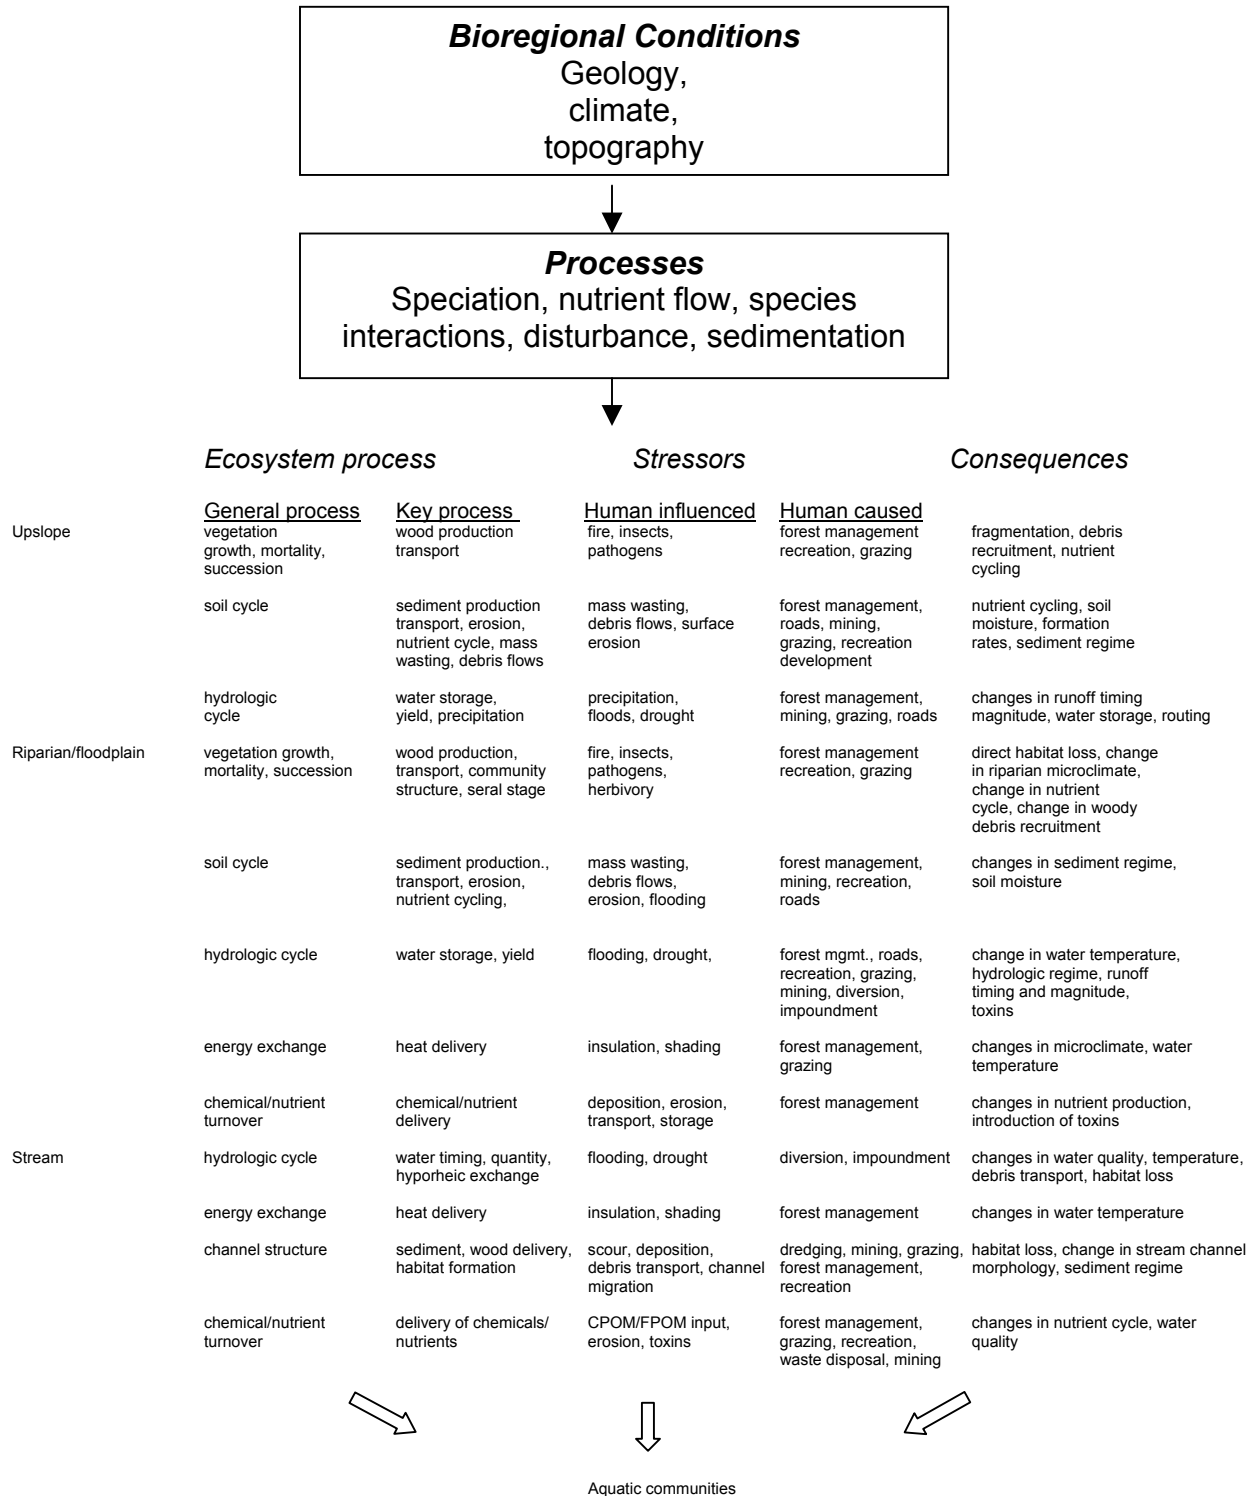 Bioregional Conditions
Geology,
climate,
topography
Processes
Speciation, nutrient flow, species
interactions, disturbance, sedimentation
Ecosystem process Stressors Consequences
General process Key process Human influenced Human caused
Upslope vegetation wood production fire, insects, forest management fragmentation, debris
growth, mortality, transport pathogens recreation, grazing recruitment, nutrient
succession cycling
soil cycle sediment production mass wasting, forest management, nutrient cycling, soil
transport, erosion, debris flows, surface roads, mining, moisture, formation
nutrient cycle, mass erosion grazing, recreation rates, sediment regime
wasting, debris flows development
hydrologic water storage, precipitation, forest management, changes in runoff timing
cycle yield, precipitation floods, drought mining, grazing, roads magnitude, water storage, routing
Riparian/floodplain vegetation growth, wood production, fire, insects, forest management direct habitat loss, change
mortality, succession transport, community pathogens, recreation, grazing in riparian microclimate,
structure, seral stage herbivory change in nutrient
cycle, change in woody
debris recruitment
soil cycle sediment production., mass wasting, forest management, changes in sediment regime,
transport, erosion, debris flows, mining, recreation, soil moisture
nutrient cycling, erosion, flooding roads
hydrologic cycle water storage, yield flooding, drought, forest mgmt., roads, change in water temperature,
recreation, grazing, hydrologic regime, runoff
mining, diversion, timing and magnitude,
impoundment toxins
energy exchange heat delivery insulation, shading forest management, changes in microclimate, water
grazing temperature
chemical/nutrient chemical/nutrient deposition, erosion, forest management changes in nutrient production,
turnover delivery transport, storage introduction of toxins
Stream hydrologic cycle water timing, quantity, flooding, drought diversion, impoundment changes in water quality, temperature,
hyporheic exchange debris transport, habitat loss
energy exchange heat delivery insulation, shading forest management changes in water temperature
channel structure sediment, wood delivery, scour, deposition, dredging, mining, grazing, habitat loss, change in stream channel
habitat formation debris transport, channel forest management, morphology, sediment regime
migration recreation
chemical/nutrient delivery of chemicals/ CPOM/FPOM input, forest management, changes in nutrient cycle, water
turnover nutrients erosion, toxins grazing, recreation, quality
waste disposal, mining
Aquatic communities